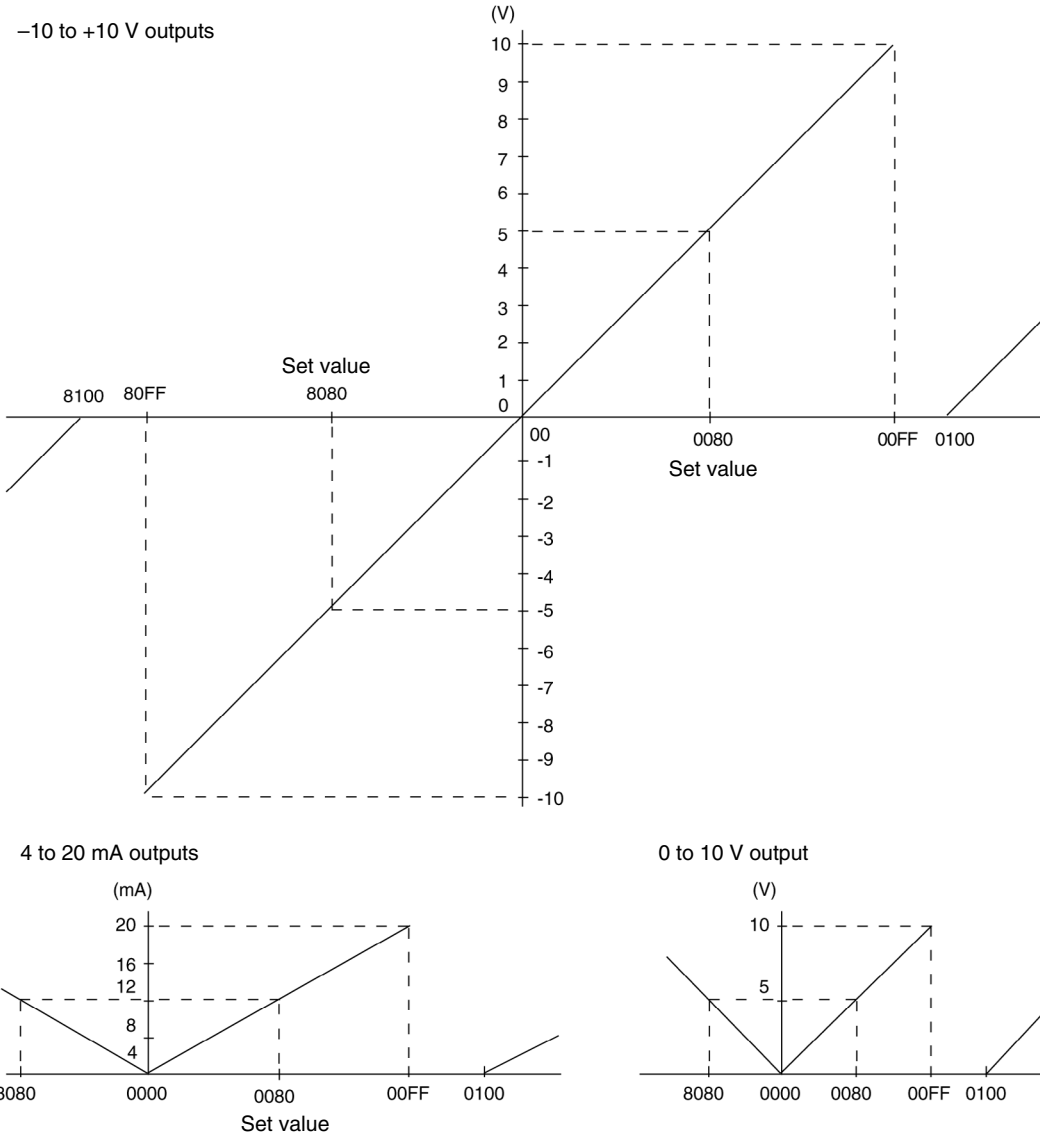 –10 to +10 V outputs
(V)
10
9
8
7
6
5
4
3
2
1
0
Set value
8100 80FF 8080
00 0080 00FF 0100
Set value
-1
-2
-3
-4
-5
-6
-7
-8
-9
-10
4 to 20 mA outputs
(mA)
20
16
12
8
4
8080 0000 0080 00FF 0100
Set value
0 to 10 V output
(V)
10
5
8080 0000 0080 00FF 0100